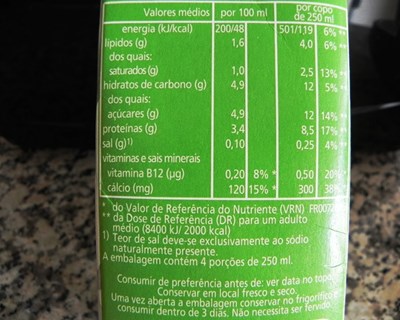 Valores médios por 100 ml por copo de 250 ml
energia (kJ/kcal) 200/48 501/119 6% **
lípidos (g) 1,6 4,0 6% **
dos quais:
saturados (g) 1,0 2,5 13% **
hidratos de carbono (g) 4,9 12 5% **
dos quais:
açúcares (g) 4,9 12 14% **
proteínas (g) 3,4 8,5 17% **
sal (g)1) 0,10 0,25 4% **
vitaminas e sais minerais
vitamina B12 (µg) 0,20 8% * 0,50 20% *
cálcio (mg) 120 15% * 300 38% *
* do Valor de Referência do Nutriente (VRN)
** da Dose de Referência (DR) para um adulto
médio (8400 kJ/ 2000 kcal)
1) Teor de sal deve-se exclusivamente ao sódio
naturalmente presente.
A embalagem contém 4 porções de 250 ml.
Consumir de preferência antes de: ver data no topo.
Conservar em local fresco e seco.
Uma vez aberta a embalagem conservar no frigorífico e
consumir dentro de 3 dias. Não necessita ser fervido.